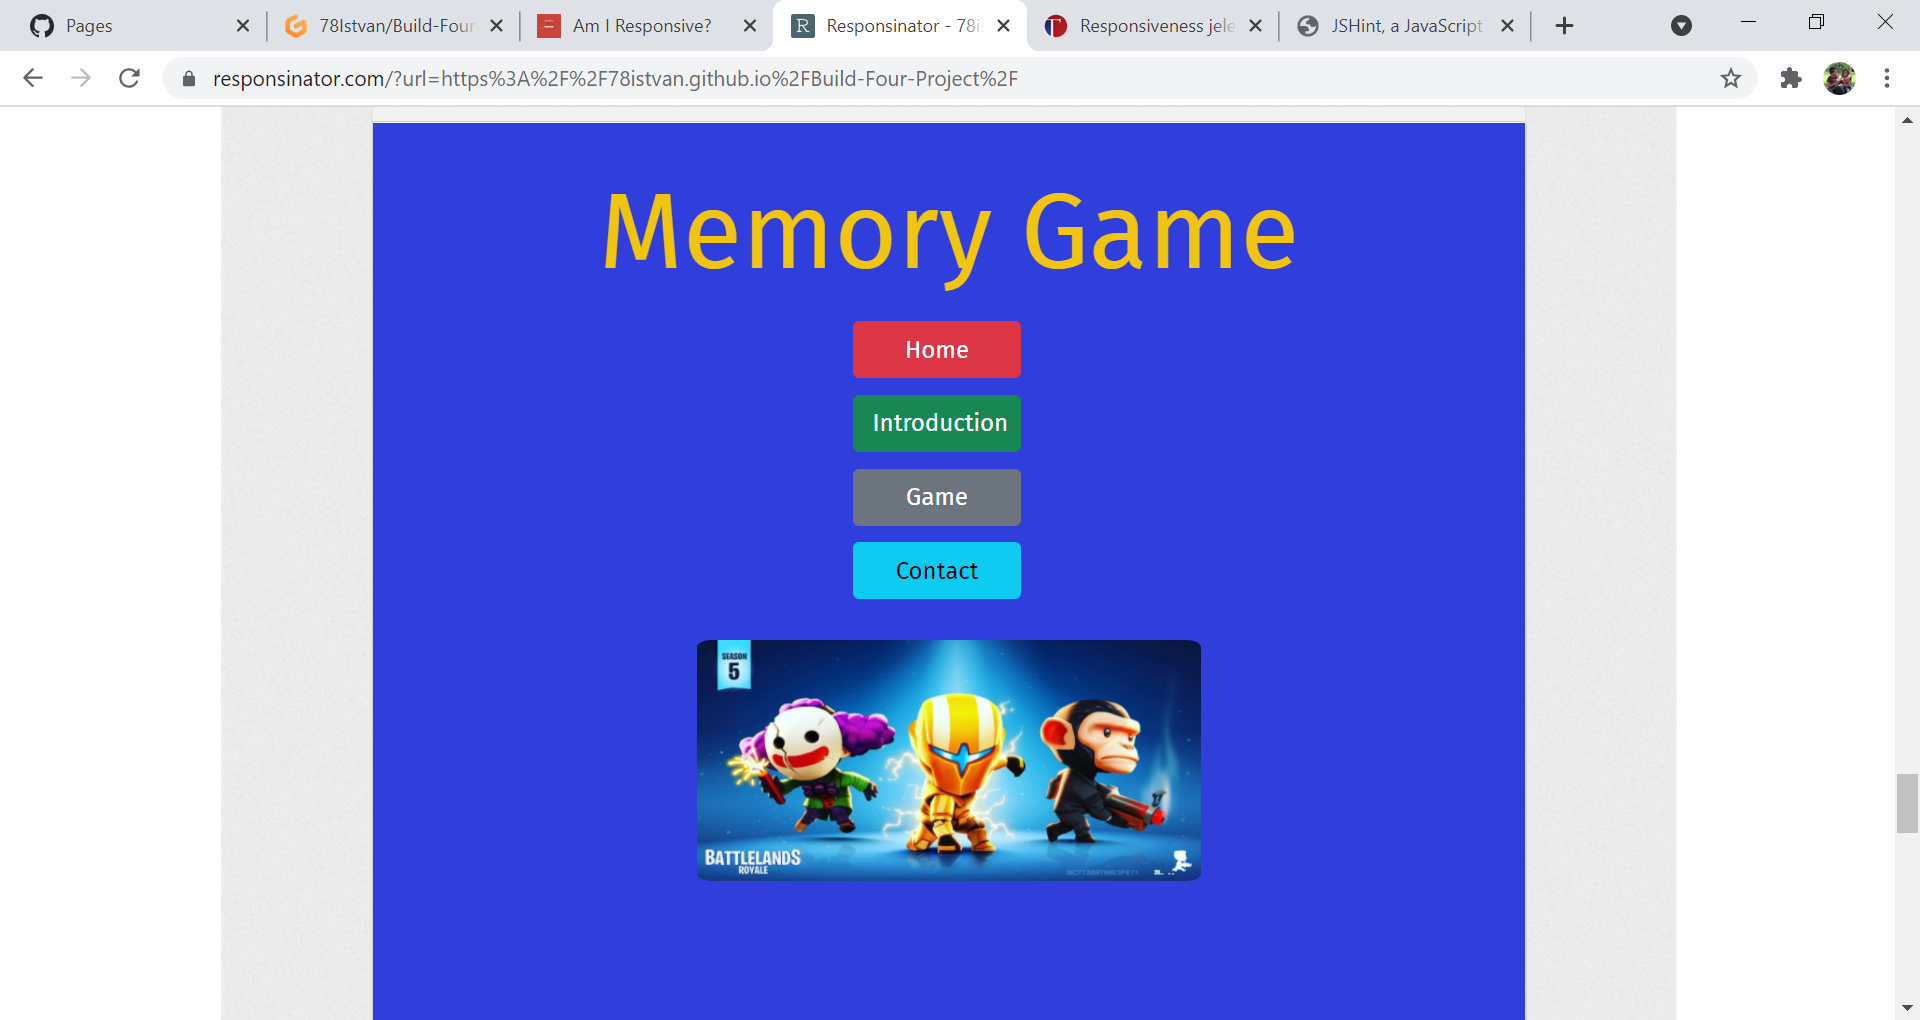 Pages
78Istvan/Build-Four
Am I Responsive?
Responsinator - 78is
Responsiveness jele
JSHint, a JavaScript
responsinator.com/?url=https%3A%2F%2F78istvan.github.io%2FBuild-Four-Project%2F
Memory Game
Home
Introduction
Game
Contact
SEASON
5
BATTLELANDS
ROYALE